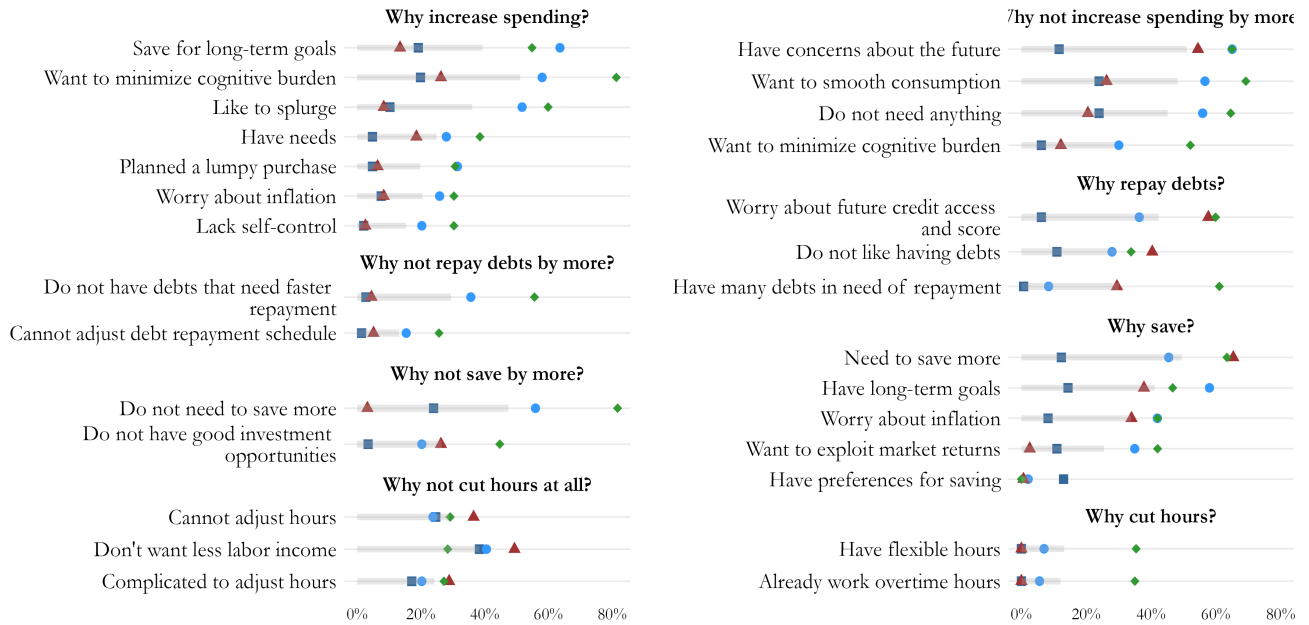 Why increase spending?
Save for long-term goals
Want to minimize cognitive burden
Like to splurge
Have needs
Planned a lumpy purchase
Worry about inflation
Lack self-control
Why not repay debts by more?
Do not have debts that need faster
repayment
Cannot adjust debt repayment schedule
Why not save by more?
Do not need to save more
Do not have good investment
opportunities
Why not cut hours at all?
Cannot adjust hours
Don't want less labor income
Complicated to adjust hours
0% 20% 40% 60% 80%
hy not increase spending by more
Have concerns about the future
Want to smooth consumption
Do not need anything
Want to minimize cognitive burden
Why repay debts?
Worry about future credit access
and score
Do not like having debts
Have many debts in need of repayment
Why save?
Need to save more
Have long-term goals
Worry about inflation
Want to exploit market returns
Have preferences for saving
Why cut hours?
Have flexible hours
Already work overtime hours
0% 20% 40% 60% 80%